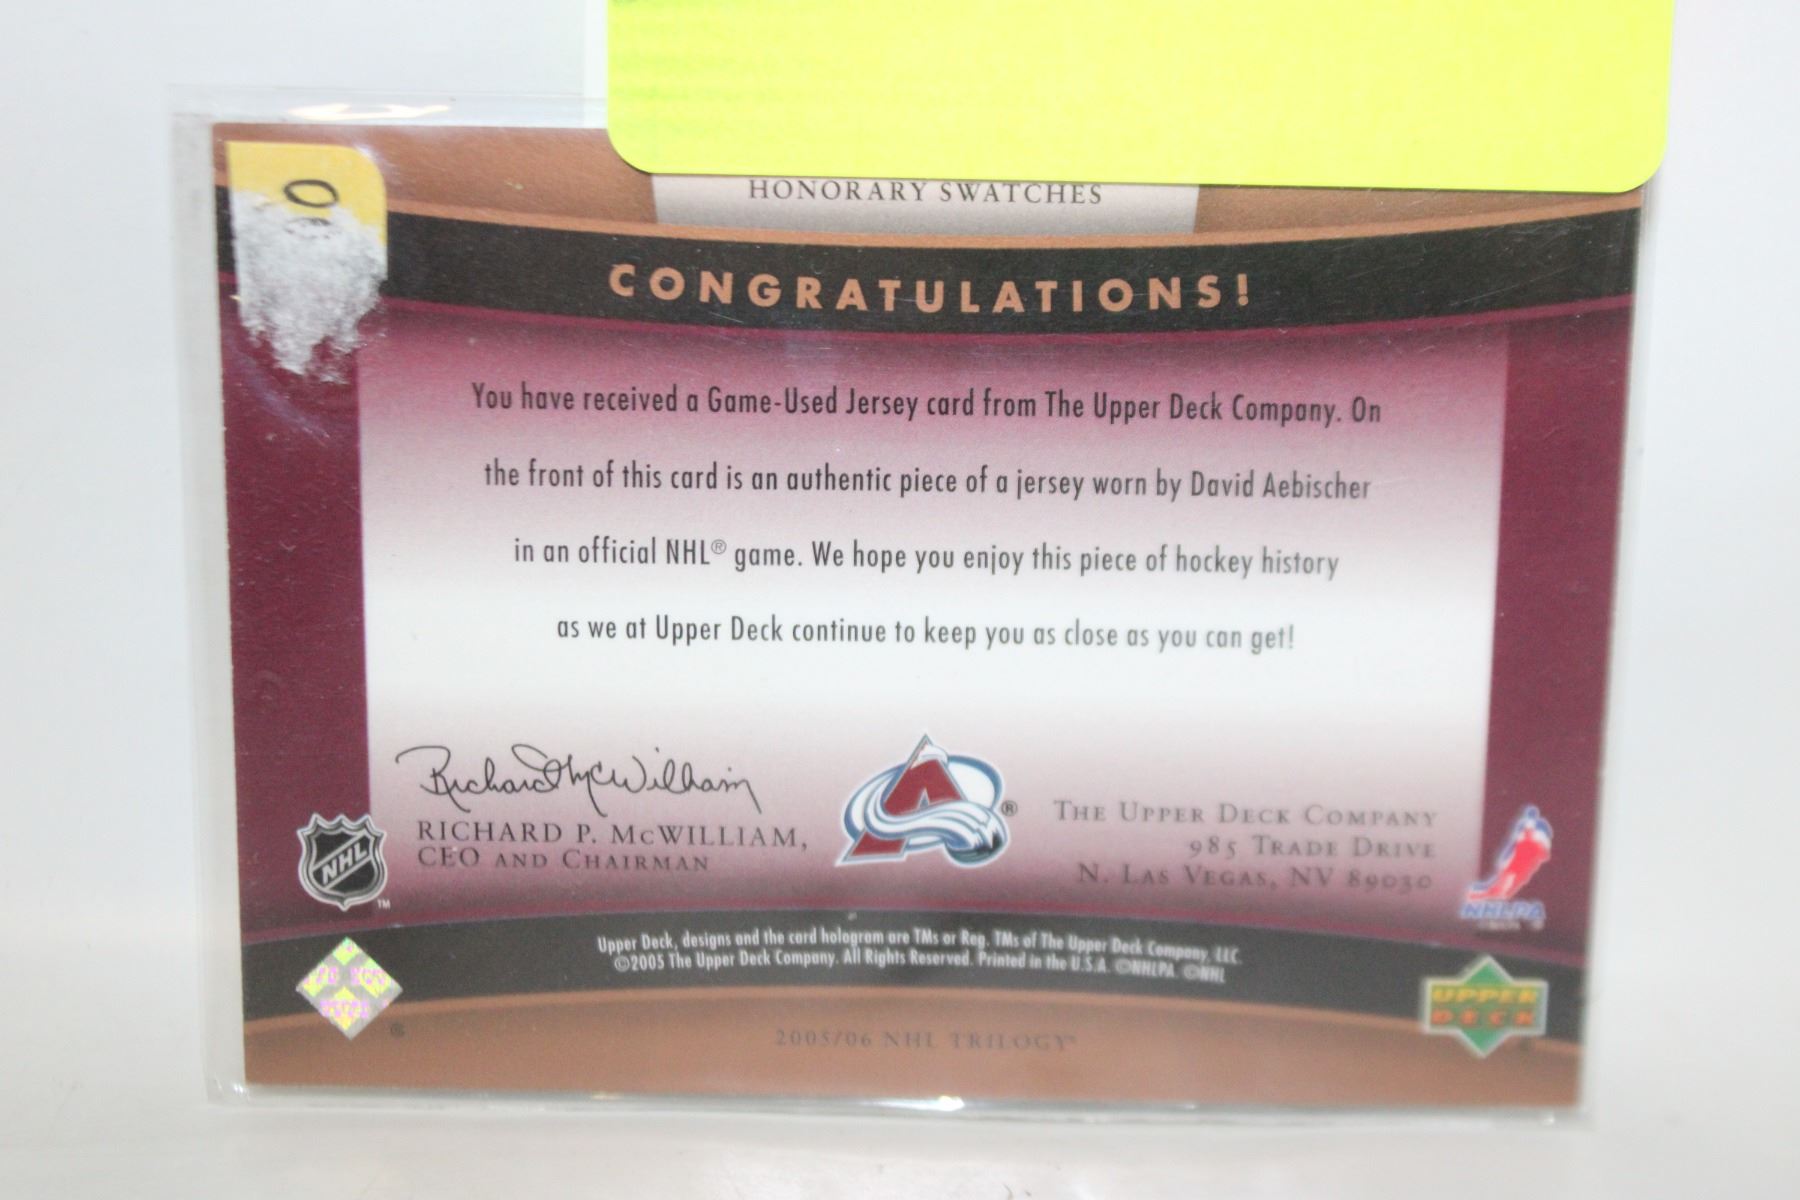 HONORARY SWATCHES
CONGRATULATIONS!
You have received a Game-Used Jersey card from The Upper Deck Company. On
the front of this card is an authentic piece of a jersey worn by David Aebischer
in an official NHL® game. We hope you enjoy this piece of hockey history
as we at Upper Deck continue to keep you as close as you can get!
Richard McWilliam
RICHARD P. McWILLIAM,
CEO AND CHAIRMAN
NHL
TM
A
®
THE UPPER DECK COMPANY
985 TRADE DRIVE
N. LAS VEGAS, NV 89030
NHLPA
Upper Deck, designs and the card hologram are TMs or Reg. TMs of The Upper Deck Company, LLC.
©2005 The Upper Deck Company. All Rights Reserved. Printed in the U.S.A. ©NHLPA ©NHL
UPPER
DECK
2005/06 NHL TRILOGY